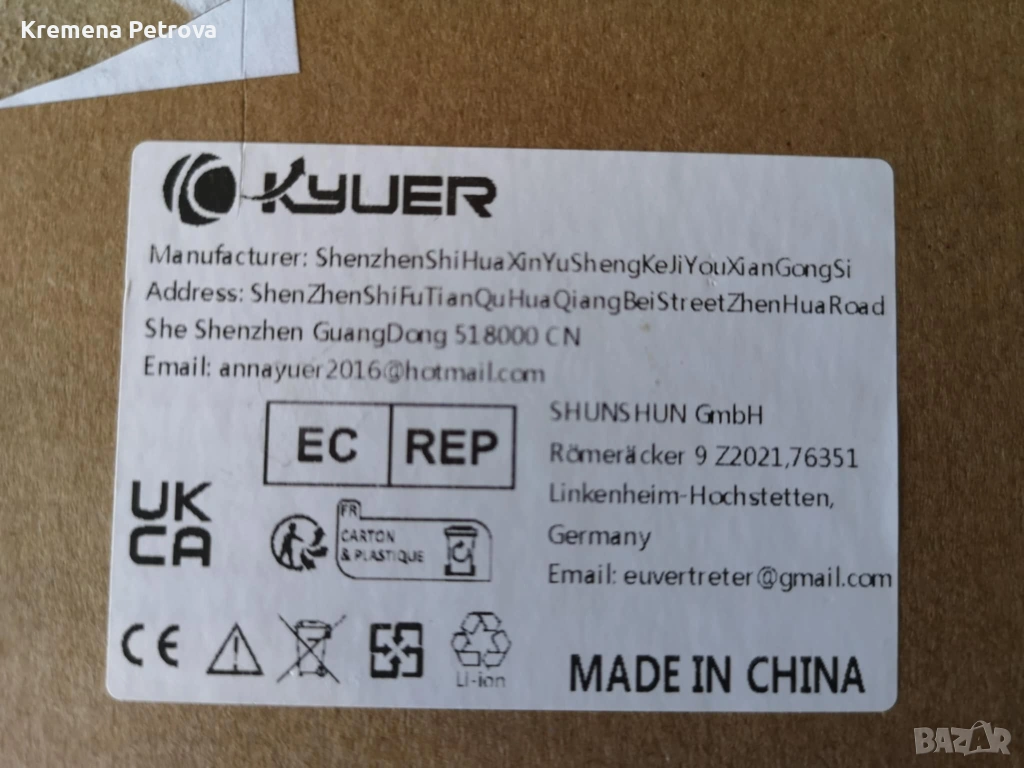 Kremena Petrova
KYUER
Manufacturer: ShenzhenShiHuaXinYuShengKeJiYouXianGongSi
Address: ShenZhenShiFuTianQuHuaQiangBeiStreetZhenHuaRoad
She Shenzhen GuangDong 518000 CN
Email: annayuer2016@hotmail.com
EC REP
SHUNSHUN GmbH
Römeräcker 9 Z2021,76351
Linkenheim-Hochstetten,
Germany
Email: euvertreter@gmail.com
UK
CA
FR
CARTON
& PLASTIQUE
CE
Li-ion
MADE IN CHINA
BAZAR